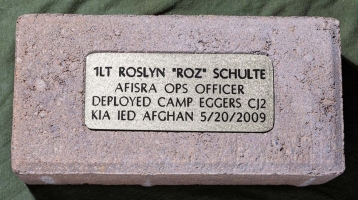 1LT ROSLYN "ROZ" SCHULTE
AFISRA OPS OFFICER
DEPLOYED CAMP EGGERS CJ2
KIA IED AFGHAN 5/20/2009